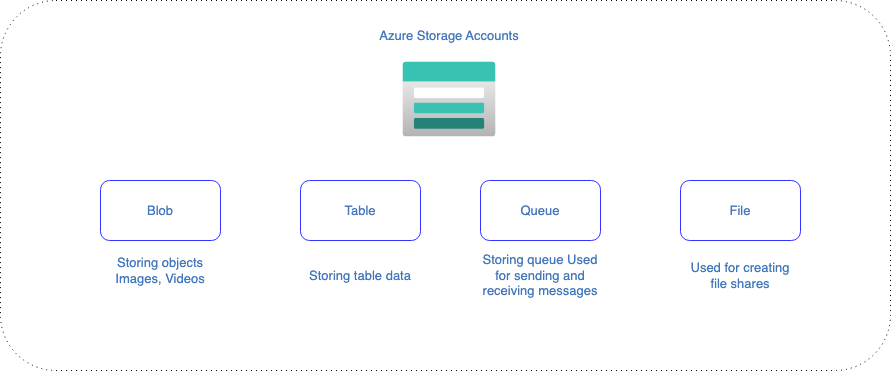 Azure Storage Accounts
Blob
Table
Queue
File
Storing objects
Images, Videos
Storing table data
Storing queue Used
for sending and
receiving messages
Used for creating
file shares